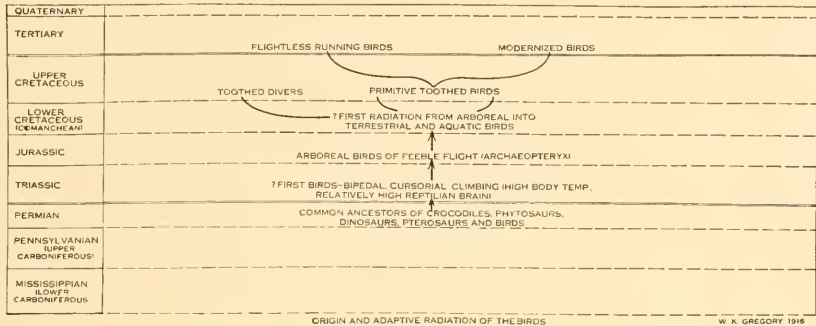 QUATERNARY
TERTIARY
FLIGHTLESS RUNNING BIRDS
MODERNIZED BIRDS
UPPER
CRETACEOUS
TOOTHED DIVERS
PRIMITIVE TOOTHED BIRDS
LOWER
CRETACEOUS
(COMANCHEAN)
? FIRST RADIATION FROM ARBOREAL INTO
TERRESTRIAL AND AQUATIC BIRDS
JURASSIC
ARBOREAL BIRDS OF FEEBLE FLIGHT (ARCHAEOPTERYX)
TRIASSIC
? FIRST BIRDS-BIPEDAL, CURSORIAL, CLIMBING (HIGH BODY TEMP.,
RELATIVELY HIGH REPTILIAN BRAIN)
PERMIAN
COMMON ANCESTORS OF CROCODILES, PHYTOSAURS,
DINOSAURS, PTEROSAURS AND BIRDS
PENNSYLVANIAN
(UPPER
CARBONIFEROUS)
MISSISSIPPIAN
(LOWER
CARBONIFEROUS
ORIGIN AND ADAPTIVE RADIATION OF THE BIRDS
W. K. GREGORY 1916